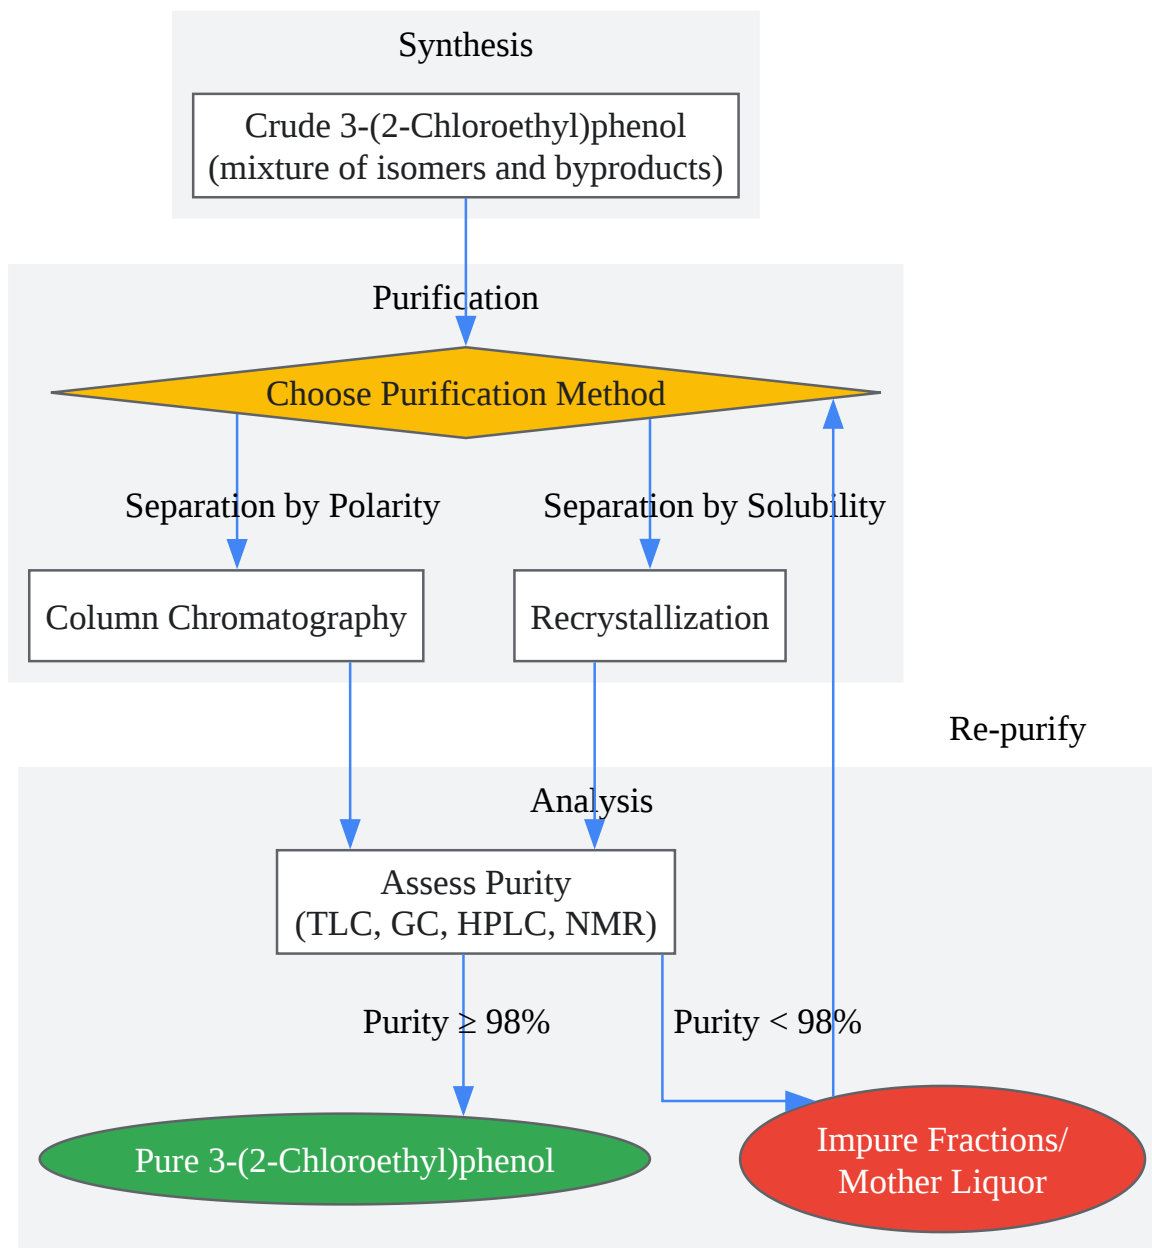 Synthesis
Crude 3-(2-Chloroethyl)phenol
(mixture of isomers and byproducts)
Purification
Choose Purification Method
Separation by Polarity
Separation by Solubility
Column Chromatography
Recrystallization
Re-purify
Analysis
Assess Purity
(TLC, GC, HPLC, NMR)
Purity ≥ 98%
Purity < 98%
Pure 3-(2-Chloroethyl)phenol
Impure Fractions/
Mother Liquor